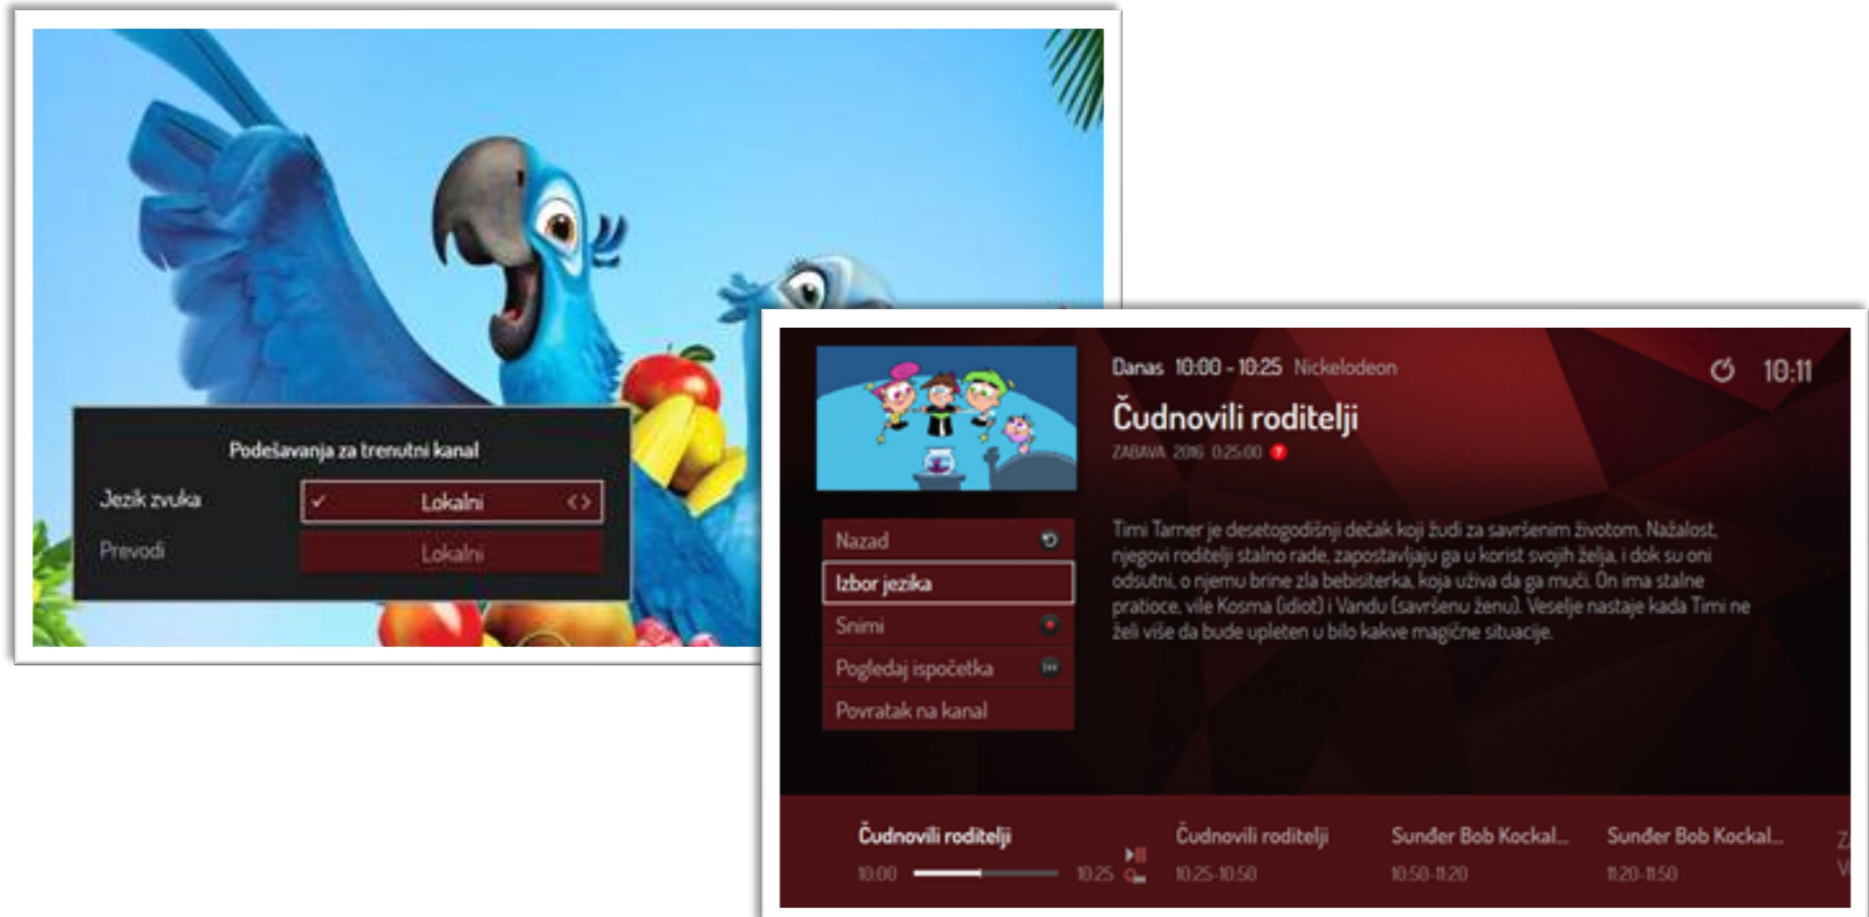 Podešavanja za trenutni kanal
Jezik zvuka Lokalni
Prevodi Lokalni
Danas 10:00 - 10:25 Nickelodeon
10:11
Čudnovili roditelji
ZABAVA 2016 0:25:00
Timi Tarner je desetogodišnji dečak koji žudi za savršenim životom. Nažalost,
njegovi roditelji stalno rade, zapostavljaju ga u korist svojih želja, i dok su oni
odsutni, o njemu brine zla bebisiterka, koja uživa da ga muči. On ima stalne
pratioce, vile Kosma (idiot) i Vandu (savršenu ženu). Veselje nastaje kada Timi ne
želi više da bude upleten u bilo kakve magične situacije.
Nazad
Izbor jezika
Snimi
Pogledaj ispočetka
Povratak na kanal
Čudnovili roditelji
10:00 10:25
Čudnovili roditelji
10:25-10:50
Sunđer Bob Kockal...
10:50-11:20
Sunđer Bob Kockal...
11:20-11:50